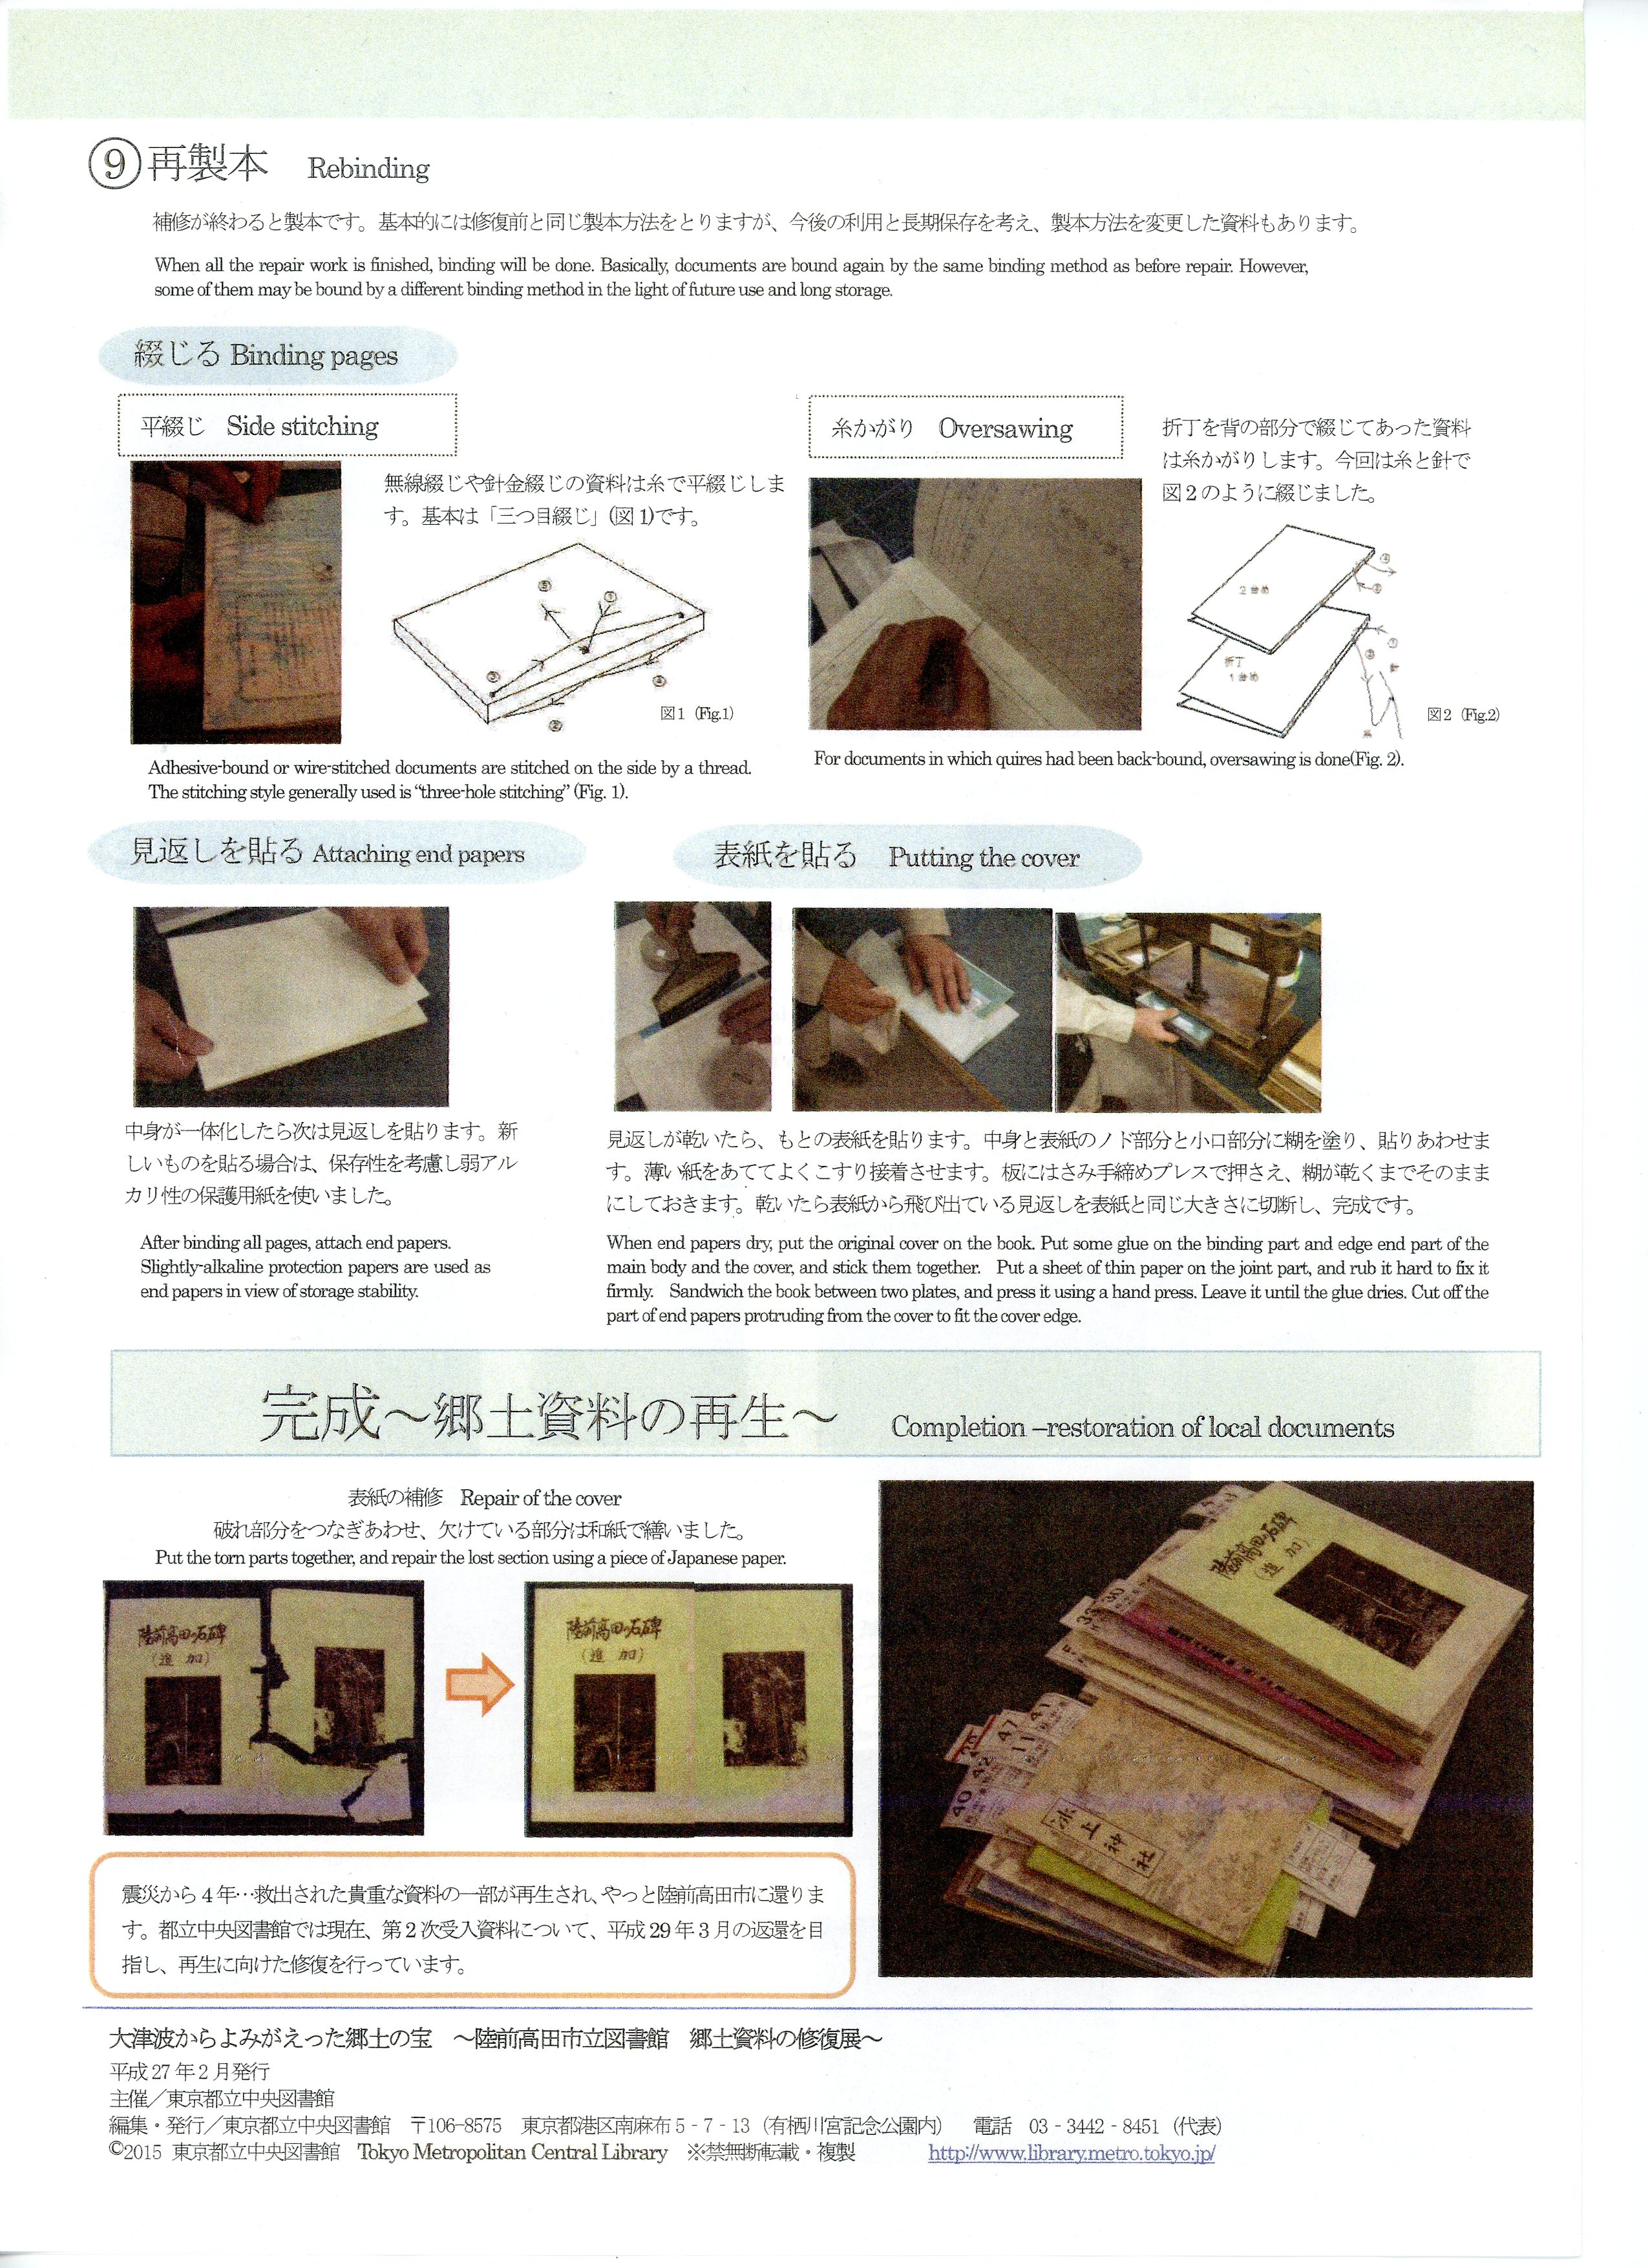 ⑨再製本 Rebinding
補修が終わると製本です。基本的には修復前と同じ製本方法をとりますが、今後の利用と長期保存を考え、製本方法を変更した資料もあります。
When all the repair work is finished, binding will be done. Basically, documents are bound again by the same binding method as before repair. However,
some of them may be bound by a different binding method in the light of future use and long storage.
綴じる Binding pages
平綴じ Side stitching
無線綴じや針金綴じの資料は糸で平綴じしま
す。基本は「三つ目綴じ」(図1)です。
図1 (Fig.1)
Adhesive-bound or wire-stitched documents are stitched on the side by a thread.
The stitching style generally used is “three-hole stitching” (Fig. 1).
糸かがり Oversawing
折丁を背の部分で綴じてあった資料
は糸かがりします。今回は糸と針で
図2のように綴じました。
2台め
折丁
1台め
図2 (Fig.2)
For documents in which quires had been back-bound, oversawing is done(Fig. 2).
見返しを貼る Attaching end papers
中身が一体化したら次は見返しを貼ります。新
しいものを貼る場合は、保存性を考慮し弱アル
カリ性の保護用紙を使いました。
After binding all pages, attach end papers.
Slightly-alkaline protection papers are used as
end papers in view of storage stability.
表紙を貼る Putting the cover
見返しが乾いたら、もとの表紙を貼ります。中身と表紙のノド部分と小口部分に糊を塗り、貼りあわせま
す。薄い紙をあててよくこすり接着させます。板にはさみ手締めプレスで押さえ、糊が乾くまでそのまま
にしておきます。乾いたら表紙から飛び出ている見返しを表紙と同じ大きさに切断し、完成です。
When end papers dry, put the original cover on the book. Put some glue on the binding part and edge end part of the
main body and the cover, and stick them together. Put a sheet of thin paper on the joint part, and rub it hard to fix it
firmly. Sandwich the book between two plates, and press it using a hand press. Leave it until the glue dries. Cut off the
part of end papers protruding from the cover to fit the cover edge.
完成～郷土資料の再生～ Completion –restoration of local documents
表紙の補修 Repair of the cover
破れ部分をつなぎあわせ、欠けている部分は和紙で繕いました。
Put the torn parts together, and repair the lost section using a piece of Japanese paper.
陸前高田の石碑
(追加)
陸前高田の石碑
(追加)
陸前高田の石碑
(追加)
氷上神社
震災から4年…救出された貴重な資料の一部が再生され、やっと陸前高田市に還りま
す。都立中央図書館では現在、第2次受入資料について、平成29年3月の返還を目
指し、再生に向けた修復を行っています。
大津波からよみがえった郷土の宝 ～陸前高田市立図書館 郷土資料の修復展～
平成27年2月発行
主催／東京都立中央図書館
編集・発行／東京都立中央図書館 〒106-8575 東京都港区南麻布5-7-13（有栖川宮記念公園内） 電話 03-3442-8451（代表）
©2015 東京都立中央図書館 Tokyo Metropolitan Central Library ※禁無断転載・複製 http://www.library.metro.tokyo.jp/